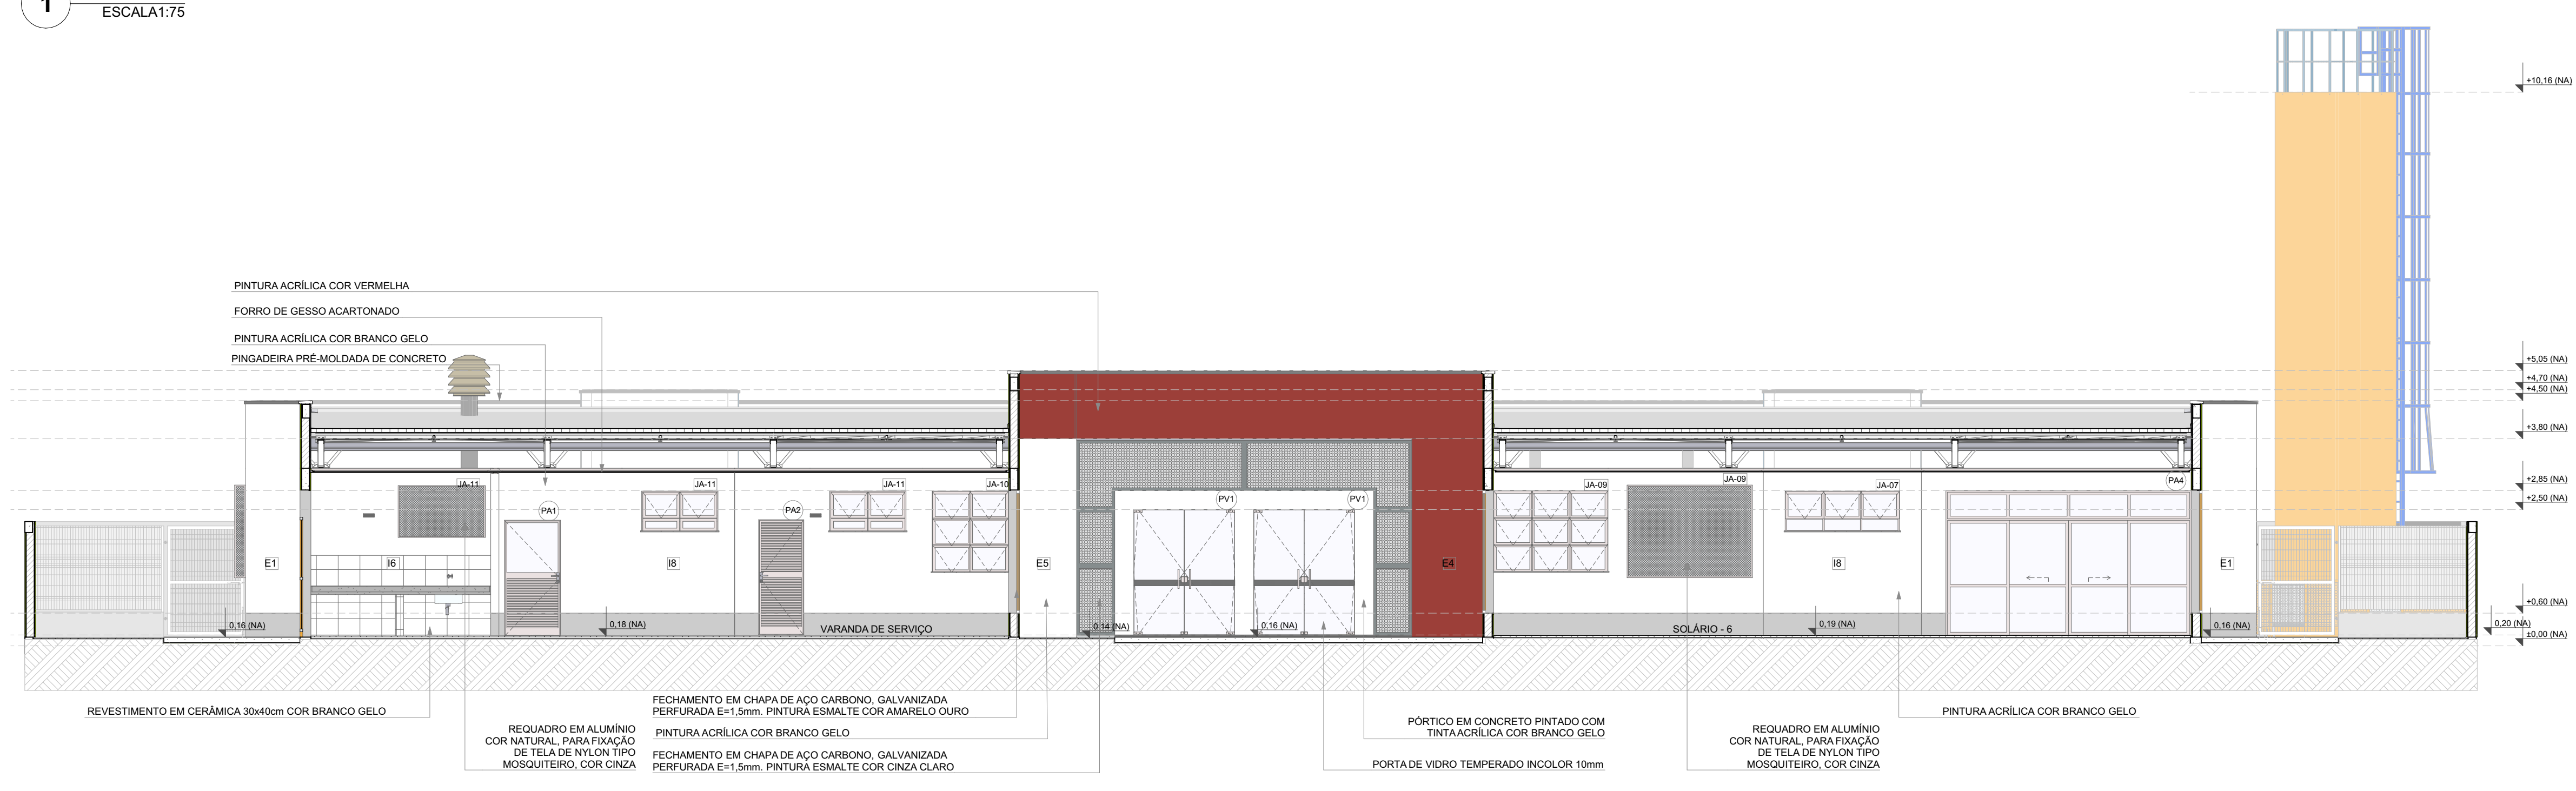 1
ESCALA1:75
+10,16 (NA)
PINTURA ACRÍLICA COR VERMELHA
FORRO DE GESSO ACARTONADO
PINTURA ACRÍLICA COR BRANCO GELO
PINGADEIRA PRÉ-MOLDADA DE CONCRETO
+5,05 (NA)
+4,70 (NA)
+4,50 (NA)
+3,80 (NA)
+2,85 (NA)
+2,50 (NA)
+0,60 (NA)
0,20 (NA)
±0,00 (NA)
JA-11
JA-11
JA-11
JA-10
JA-09
JA-09
JA-07
PA4
PA1
PA2
PV1
PV1
E1
I6
I8
E5
E4
I8
E1
0,16 (NA)
0,18 (NA)
VARANDA DE SERVIÇO
0,14 (NA)
0,16 (NA)
SOLÁRIO - 6
0,19 (NA)
0,16 (NA)
REVESTIMENTO EM CERÂMICA 30x40cm COR BRANCO GELO
REQUADRO EM ALUMÍNIO
COR NATURAL, PARA FIXAÇÃO
DE TELA DE NYLON TIPO
MOSQUITEIRO, COR CINZA
FECHAMENTO EM CHAPA DE AÇO CARBONO, GALVANIZADA
PERFURADA E=1,5mm. PINTURA ESMALTE COR AMARELO OURO
PINTURA ACRÍLICA COR BRANCO GELO
FECHAMENTO EM CHAPA DE AÇO CARBONO, GALVANIZADA
PERFURADA E=1,5mm. PINTURA ESMALTE COR CINZA CLARO
PÓRTICO EM CONCRETO PINTADO COM
TINTA ACRÍLICA COR BRANCO GELO
PORTA DE VIDRO TEMPERADO INCOLOR 10mm
REQUADRO EM ALUMÍNIO
COR NATURAL, PARA FIXAÇÃO
DE TELA DE NYLON TIPO
MOSQUITEIRO, COR CINZA
PINTURA ACRÍLICA COR BRANCO GELO